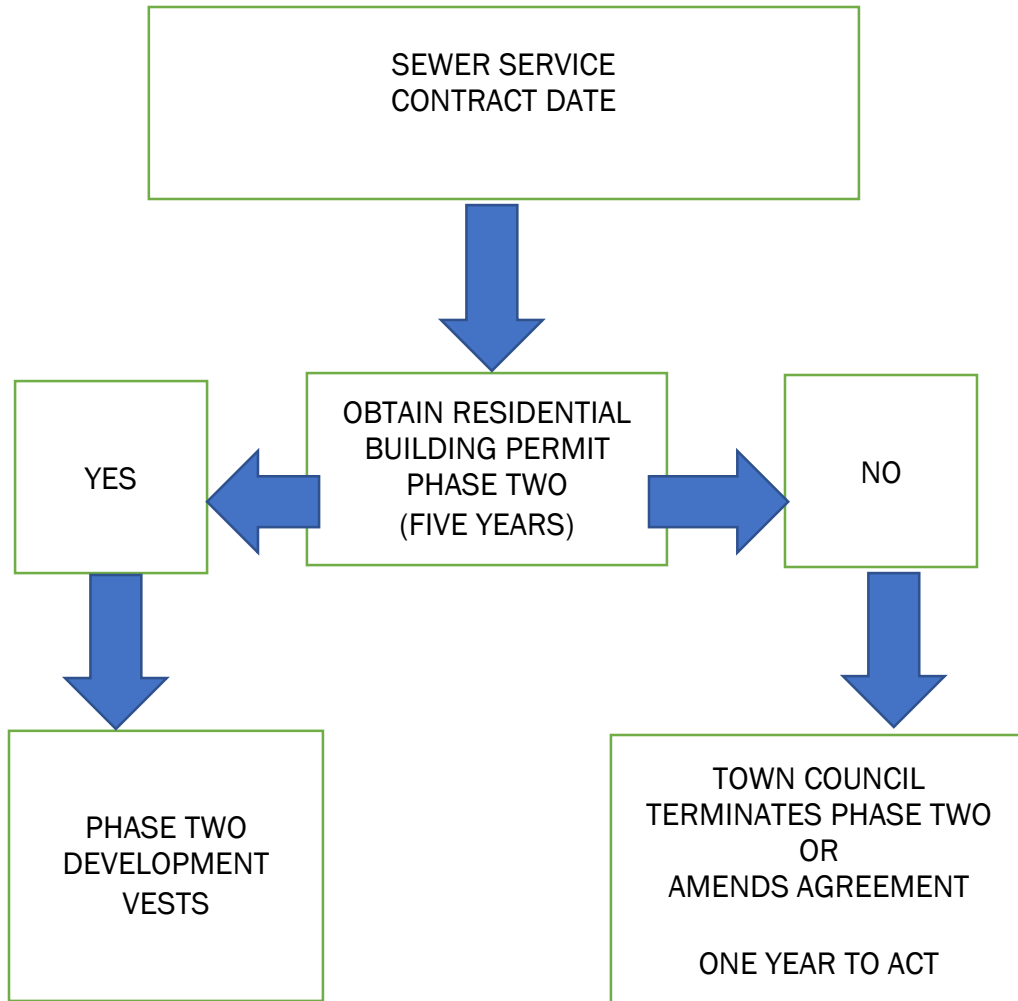 SEWER SERVICE
CONTRACT DATE
YES
OBTAIN RESIDENTIAL
BUILDING PERMIT
PHASE TWO
(FIVE YEARS)
NO
PHASE TWO
DEVELOPMENT
VESTS
TOWN COUNCIL
TERMINATES PHASE TWO
OR
AMENDS AGREEMENT
ONE YEAR TO ACT